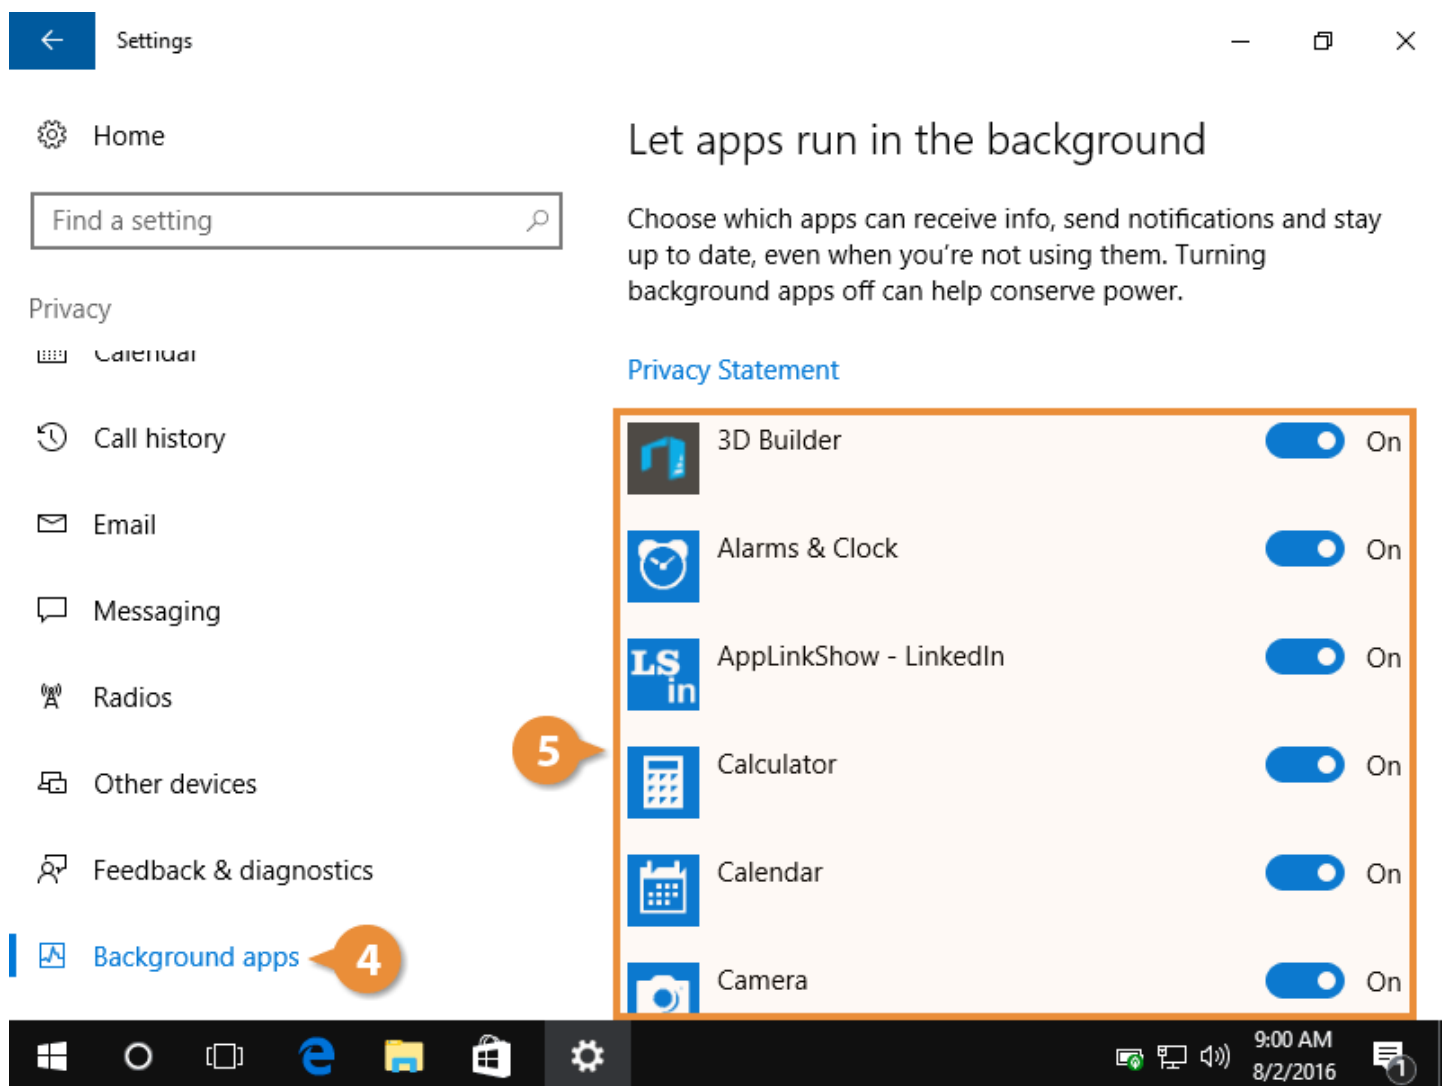 Settings
Home
Find a setting
Privacy
Calendar
Call history
Email
Messaging
Radios
Other devices
Feedback & diagnostics
Background apps
4
Let apps run in the background
Choose which apps can receive info, send notifications and stay
up to date, even when you're not using them. Turning
background apps off can help conserve power.
Privacy Statement
5
3D Builder On
Alarms & Clock On
LS
in
AppLinkShow - LinkedIn On
Calculator On
Calendar On
Camera On
9:00 AM
8/2/2016
1